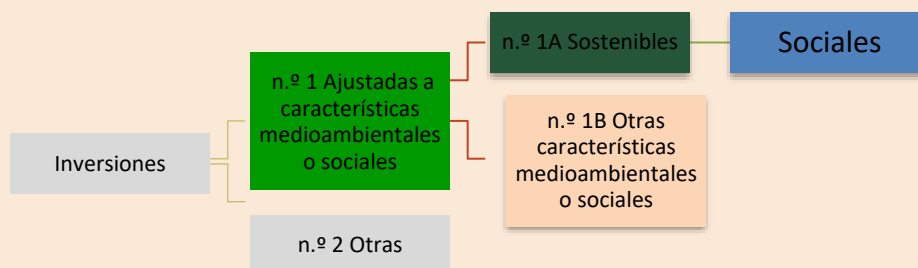 Inversiones
n.º 1 Ajustadas a
características
medioambientales
o sociales
n.º 2 Otras
n.º 1A Sostenibles
n.º 1B Otras
características
medioambientales
o sociales
Sociales